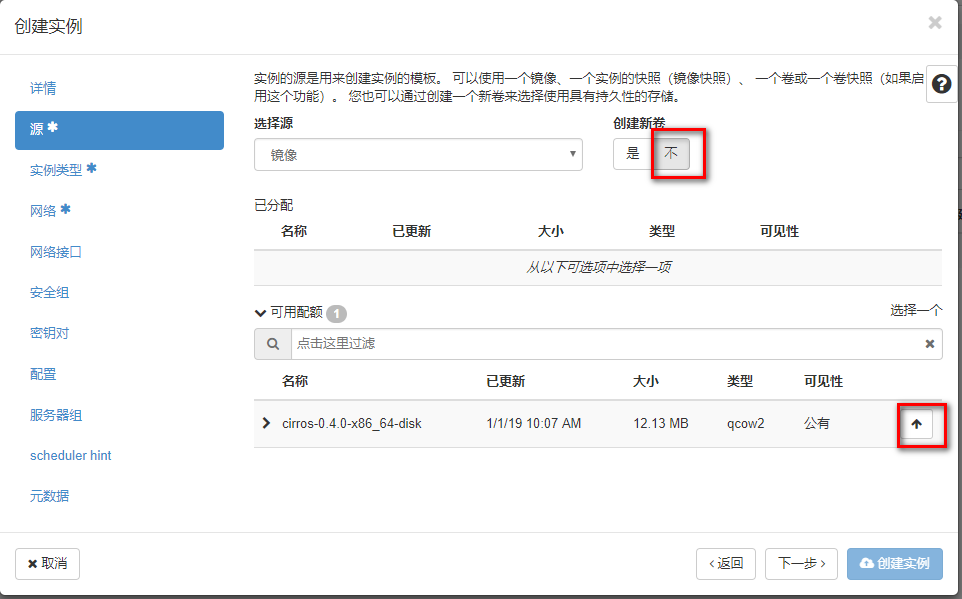 创建实例
×
详情
源 *
实例类型 *
网络 *
网络接口
安全组
密钥对
配置
服务器组
scheduler hint
元数据
实例的源是用来创建实例的模板。 可以使用一个镜像、一个实例的快照（镜像快照）、 一个卷或一个卷快照（如果启
用这个功能）。 您也可以通过创建一个新卷来选择使用具有持久性的存储。
?
选择源
创建新卷
镜像
是 不
已分配
名称 已更新 大小 类型 可见性
从以下可选项中选择一项
可用配额 1
选择一个
点击这里过滤
名称 已更新 大小 类型 可见性
cirros-0.4.0-x86_64-disk 1/1/19 10:07 AM 12.13 MB qcow2 公有
取消
‹ 返回 下一步 › 创建实例